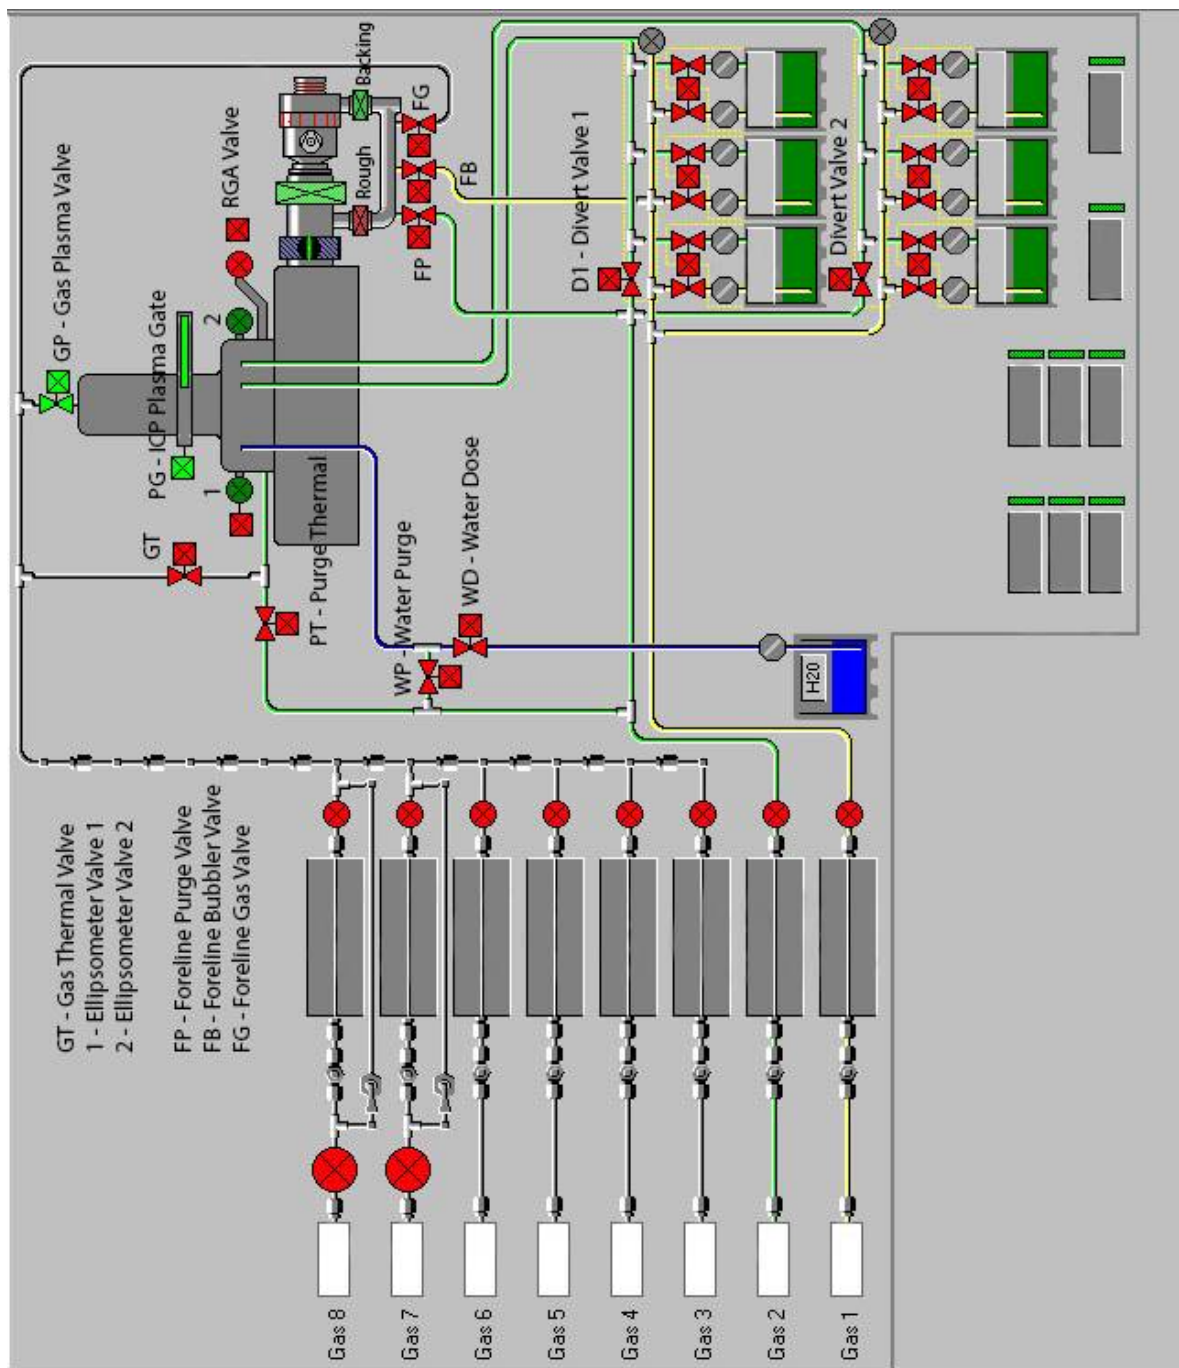 GT - Gas Thermal Valve
1 - Ellipsometer Valve 1
2 - Ellipsometer Valve 2
FP - Foreline Purge Valve
FB - Foreline Bubbler Valve
FG - Foreline Gas Valve
GP - Gas Plasma Valve
PG - ICP Plasma Gate
RGA Valve
1
2
GT
PT - Purge Thermal
Backing
Rough
FG
FB
FP
WP - Water Purge
WD - Water Dose
D1 - Divert Valve 1
Divert Valve 2
H20
Gas 8
Gas 7
Gas 6
Gas 5
Gas 4
Gas 3
Gas 2
Gas 1